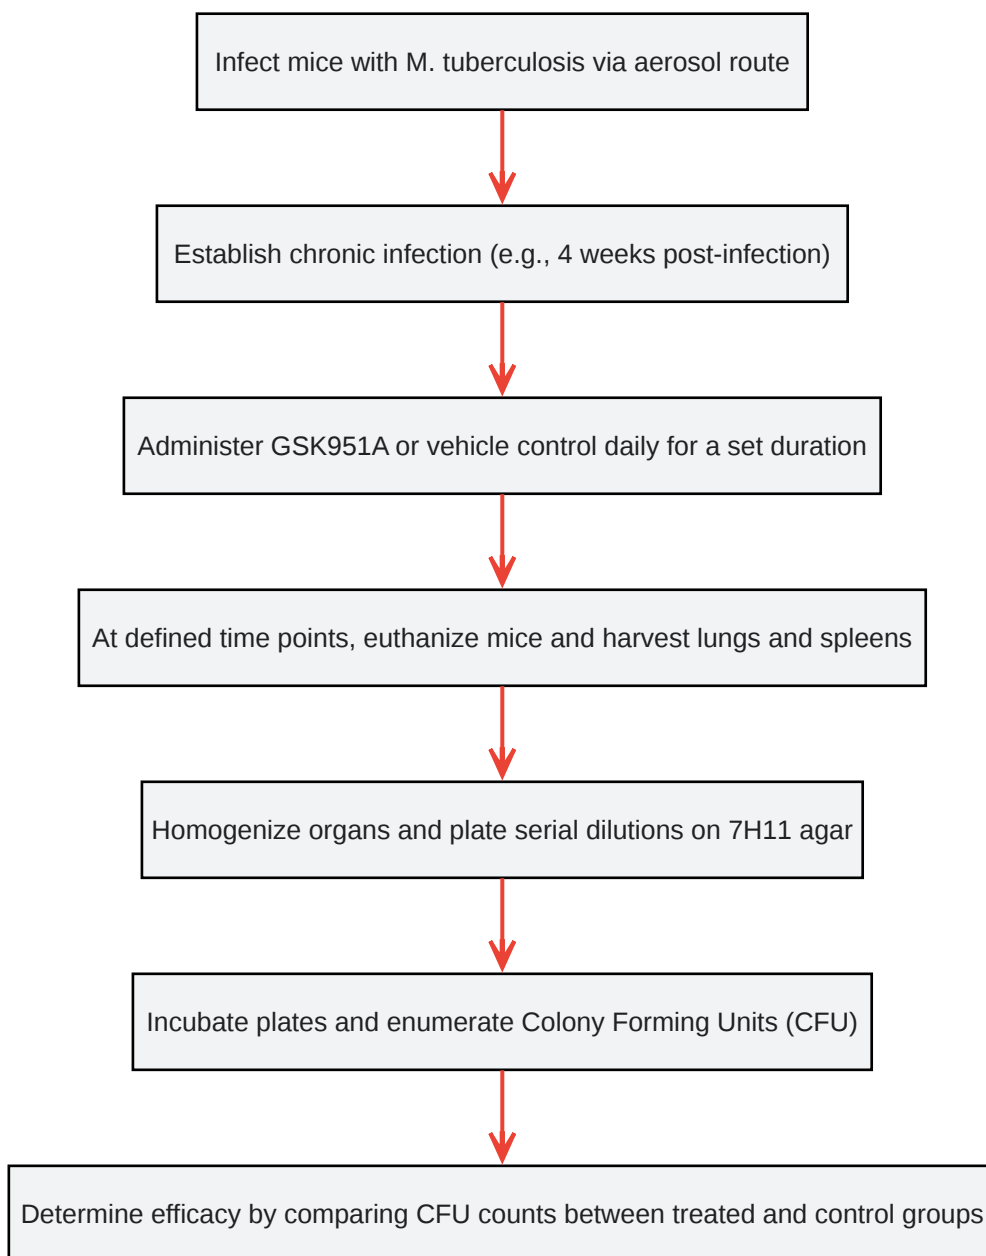 Infect mice with M. tuberculosis via aerosol route
Establish chronic infection (e.g., 4 weeks post-infection)
Administer GSK951A or vehicle control daily for a set duration
At defined time points, euthanize mice and harvest lungs and spleens
Homogenize organs and plate serial dilutions on 7H11 agar
Incubate plates and enumerate Colony Forming Units (CFU)
Determine efficacy by comparing CFU counts between treated and control groups